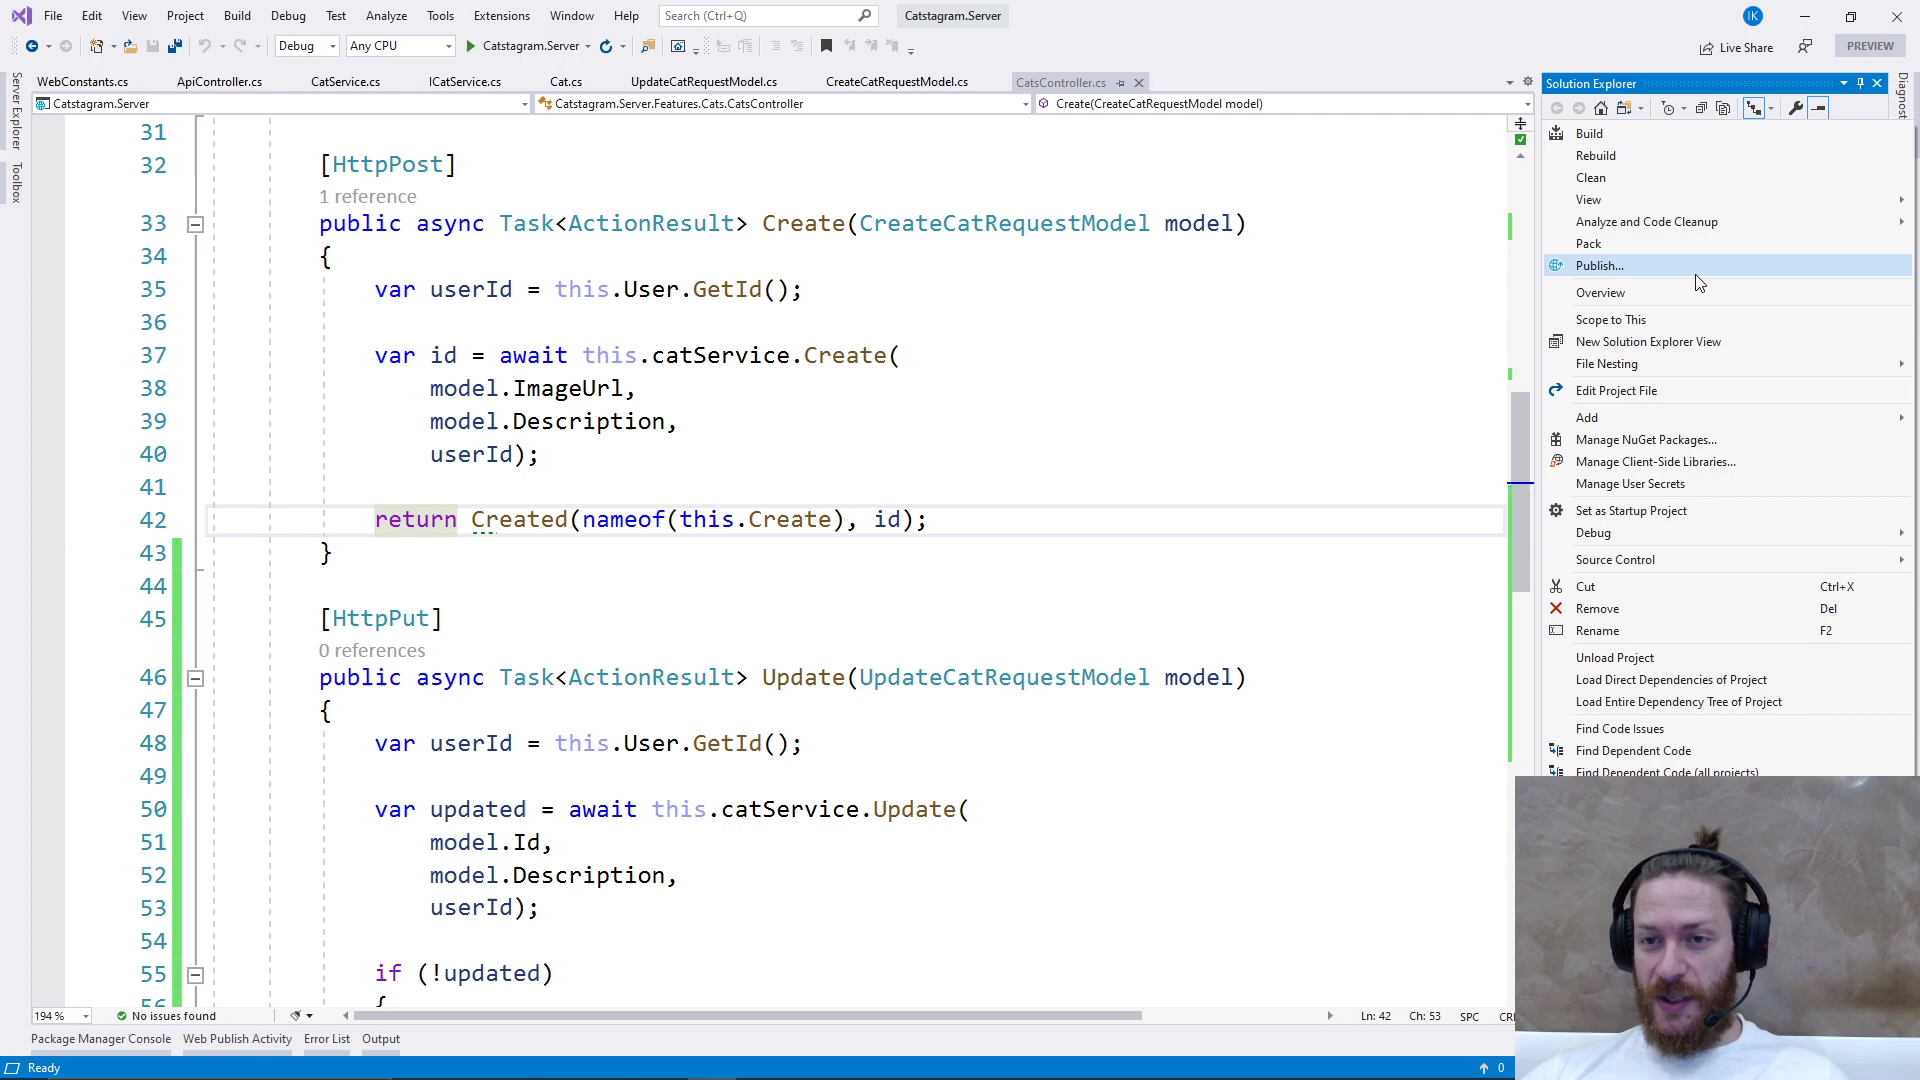 File Edit View Project Build Debug Test Analyze Tools Extensions Window Help Search (Ctrl+Q) Catstagram.Server IK
Debug Any CPU Catstagram.Server Live Share PREVIEW
WebConstants.cs ApiController.cs CatService.cs ICatService.cs Cat.cs UpdateCatRequestModel.cs CreateCatRequestModel.cs CatsController.cs
Catstagram.Server Catstagram.Server.Features.Cats.CatsController Create(CreateCatRequestModel model)
Server Explorer
Toolbox
31
32 [HttpPost]
1 reference
33 public async Task<ActionResult> Create(CreateCatRequestModel model)
34 {
35 var userId = this.User.GetId();
36
37 var id = await this.catService.Create(
38 model.ImageUrl,
39 model.Description,
40 userId);
41
42 return Created(nameof(this.Create), id);
43 }
44
45 [HttpPut]
0 references
46 public async Task<ActionResult> Update(UpdateCatRequestModel model)
47 {
48 var userId = this.User.GetId();
49
50 var updated = await this.catService.Update(
51 model.Id,
52 model.Description,
53 userId);
54
55 if (!updated)
56 {
194 % No issues found Ln: 42 Ch: 53 SPC
Package Manager Console Web Publish Activity Error List Output
Ready 0
Solution Explorer
Build
Rebuild
Clean
View
Analyze and Code Cleanup
Pack
Publish...
Overview
Scope to This
New Solution Explorer View
File Nesting
Edit Project File
Add
Manage NuGet Packages...
Manage Client-Side Libraries...
Manage User Secrets
Set as Startup Project
Debug
Source Control
Cut Ctrl+X
Remove Del
Rename F2
Unload Project
Load Direct Dependencies of Project
Load Entire Dependency Tree of Project
Find Code Issues
Find Dependent Code
Find Dependent Code (all projects)